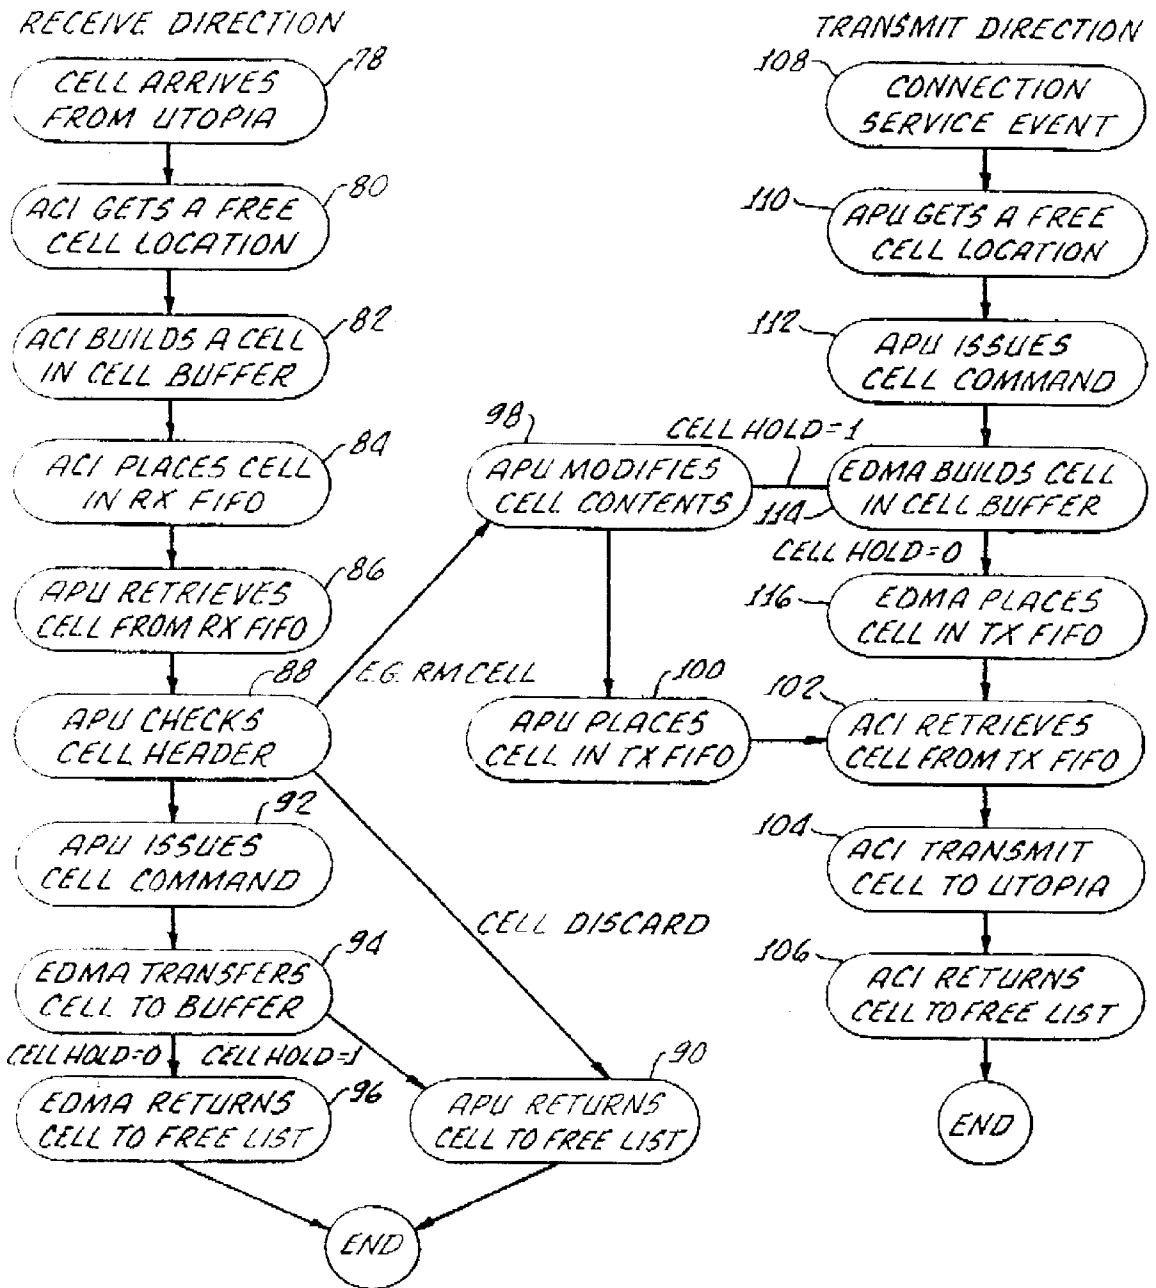 RECEIVE DIRECTION
78
CELL ARRIVES
FROM UTOPIA
80
ACI GETS A FREE
CELL LOCATION
82
ACI BUILDS A CELL
IN CELL BUFFER
84
ACI PLACES CELL
IN RX FIFO
86
APU RETRIEVES
CELL FROM RX FIFO
88
APU CHECKS
CELL HEADER
92
APU ISSUES
CELL COMMAND
94
EDMA TRANSFERS
CELL TO BUFFER
CELL HOLD=0
CELL HOLD=1
96
EDMA RETURNS
CELL TO FREE LIST
90
APU RETURNS
CELL TO FREE LIST
END
CELL DISCARD
E.G. RM CELL
98
APU MODIFIES
CELL CONTENTS
100
APU PLACES
CELL IN TX FIFO
TRANSMIT DIRECTION
108
CONNECTION
SERVICE EVENT
110
APU GETS A FREE
CELL LOCATION
112
APU ISSUES
CELL COMMAND
CELL HOLD=1
114
EDMA BUILDS CELL
IN CELL BUFFER
CELL HOLD=0
116
EDMA PLACES
CELL IN TX FIFO
102
ACI RETRIEVES
CELL FROM TX FIFO
104
ACI TRANSMIT
CELL TO UTOPIA
106
ACI RETURNS
CELL TO FREE LIST
END